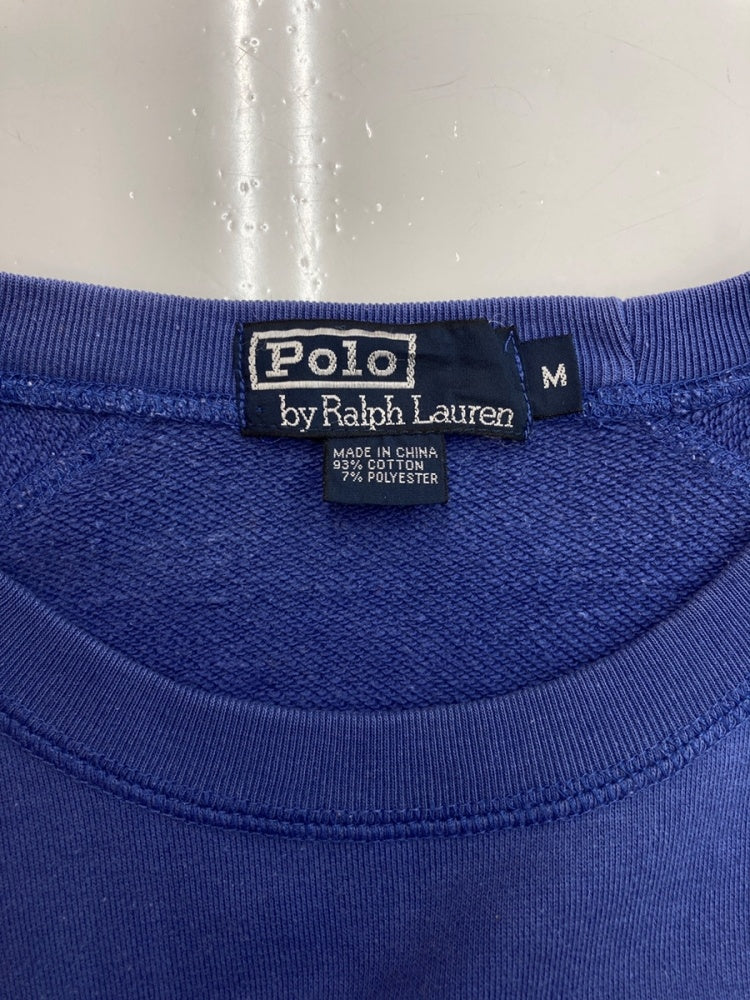 Polo
by Ralph Lauren
M
MADE IN CHINA
93% COTTON
7% POLYESTER